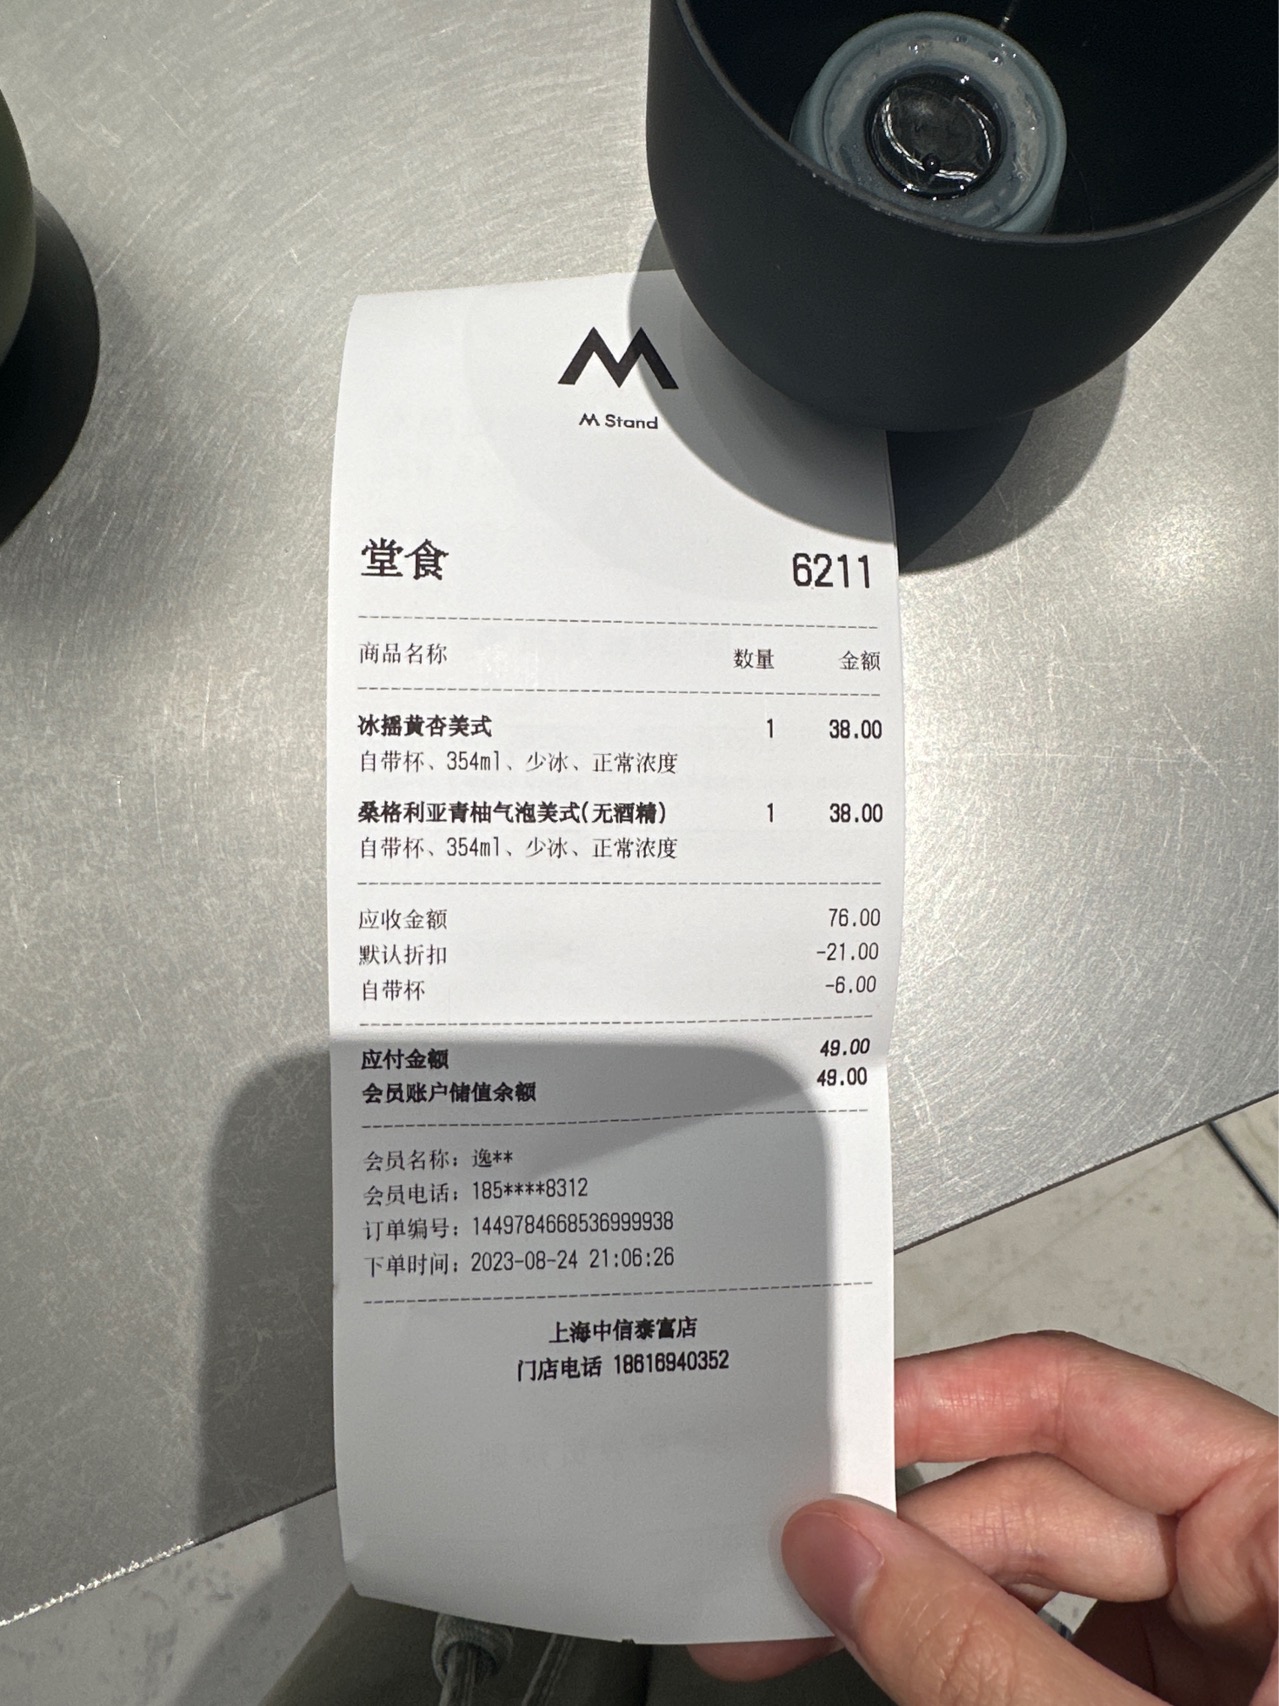 M Stand
堂食 6211
商品名称 数量 金额
冰摇黄杏美式 1 38.00
自带杯、354ml、少冰、正常浓度
桑格利亚青柚气泡美式(无酒精) 1 38.00
自带杯、354ml、少冰、正常浓度
应收金额 76.00
默认折扣 -21.00
自带杯 -6.00
应付金额 49.00
会员账户储值余额 49.00
会员名称：逸**
会员电话：185****8312
订单编号：1449784668536999938
下单时间：2023-08-24 21:06:26
上海中信泰富店
门店电话 18616940352